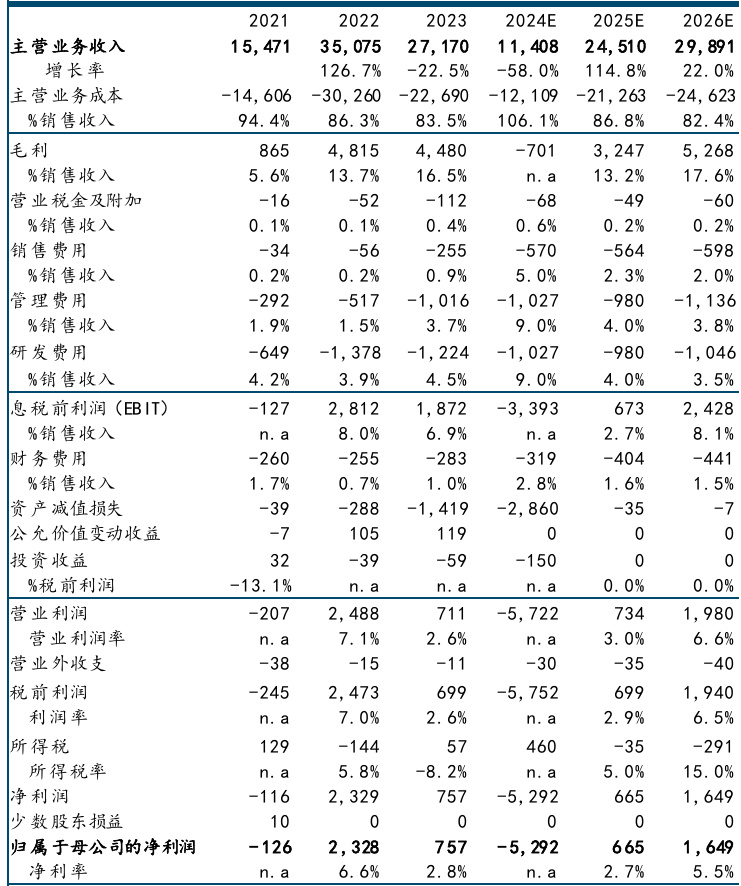 2021 2022 2023 2024E 2025E 2026E
主营业务收入 15,471 35,075 27,170 11,408 24,510 29,891
增长率 126.7% -22.5% -58.0% 114.8% 22.0%
主营业务成本 -14,606 -30,260 -22,690 -12,109 -21,263 -24,623
%销售收入 94.4% 86.3% 83.5% 106.1% 86.8% 82.4%
毛利 865 4,815 4,480 -701 3,247 5,268
%销售收入 5.6% 13.7% 16.5% n.a 13.2% 17.6%
营业税金及附加 -16 -52 -112 -68 -49 -60
%销售收入 0.1% 0.1% 0.4% 0.6% 0.2% 0.2%
销售费用 -34 -56 -255 -570 -564 -598
%销售收入 0.2% 0.2% 0.9% 5.0% 2.3% 2.0%
管理费用 -292 -517 -1,016 -1,027 -980 -1,136
%销售收入 1.9% 1.5% 3.7% 9.0% 4.0% 3.8%
研发费用 -649 -1,378 -1,224 -1,027 -980 -1,046
%销售收入 4.2% 3.9% 4.5% 9.0% 4.0% 3.5%
息税前利润（EBIT） -127 2,812 1,872 -3,393 673 2,428
%销售收入 n.a 8.0% 6.9% n.a 2.7% 8.1%
财务费用 -260 -255 -283 -319 -404 -441
%销售收入 1.7% 0.7% 1.0% 2.8% 1.6% 1.5%
资产减值损失 -39 -288 -1,419 -2,860 -35 -7
公允价值变动收益 -7 105 119 0 0 0
投资收益 32 -39 -59 -150 0 0
%税前利润 -13.1% n.a n.a n.a 0.0% 0.0%
营业利润 -207 2,488 711 -5,722 734 1,980
营业利润率 n.a 7.1% 2.6% n.a 3.0% 6.6%
营业外收支 -38 -15 -11 -30 -35 -40
税前利润 -245 2,473 699 -5,752 699 1,940
利润率 n.a 7.0% 2.6% n.a 2.9% 6.5%
所得税 129 -144 57 460 -35 -291
所得税率 n.a 5.8% -8.2% n.a 5.0% 15.0%
净利润 -116 2,329 757 -5,292 665 1,649
少数股东损益 10 0 0 0 0 0
归属于母公司的净利润 -126 2,328 757 -5,292 665 1,649
净利率 n.a 6.6% 2.8% n.a 2.7% 5.5%